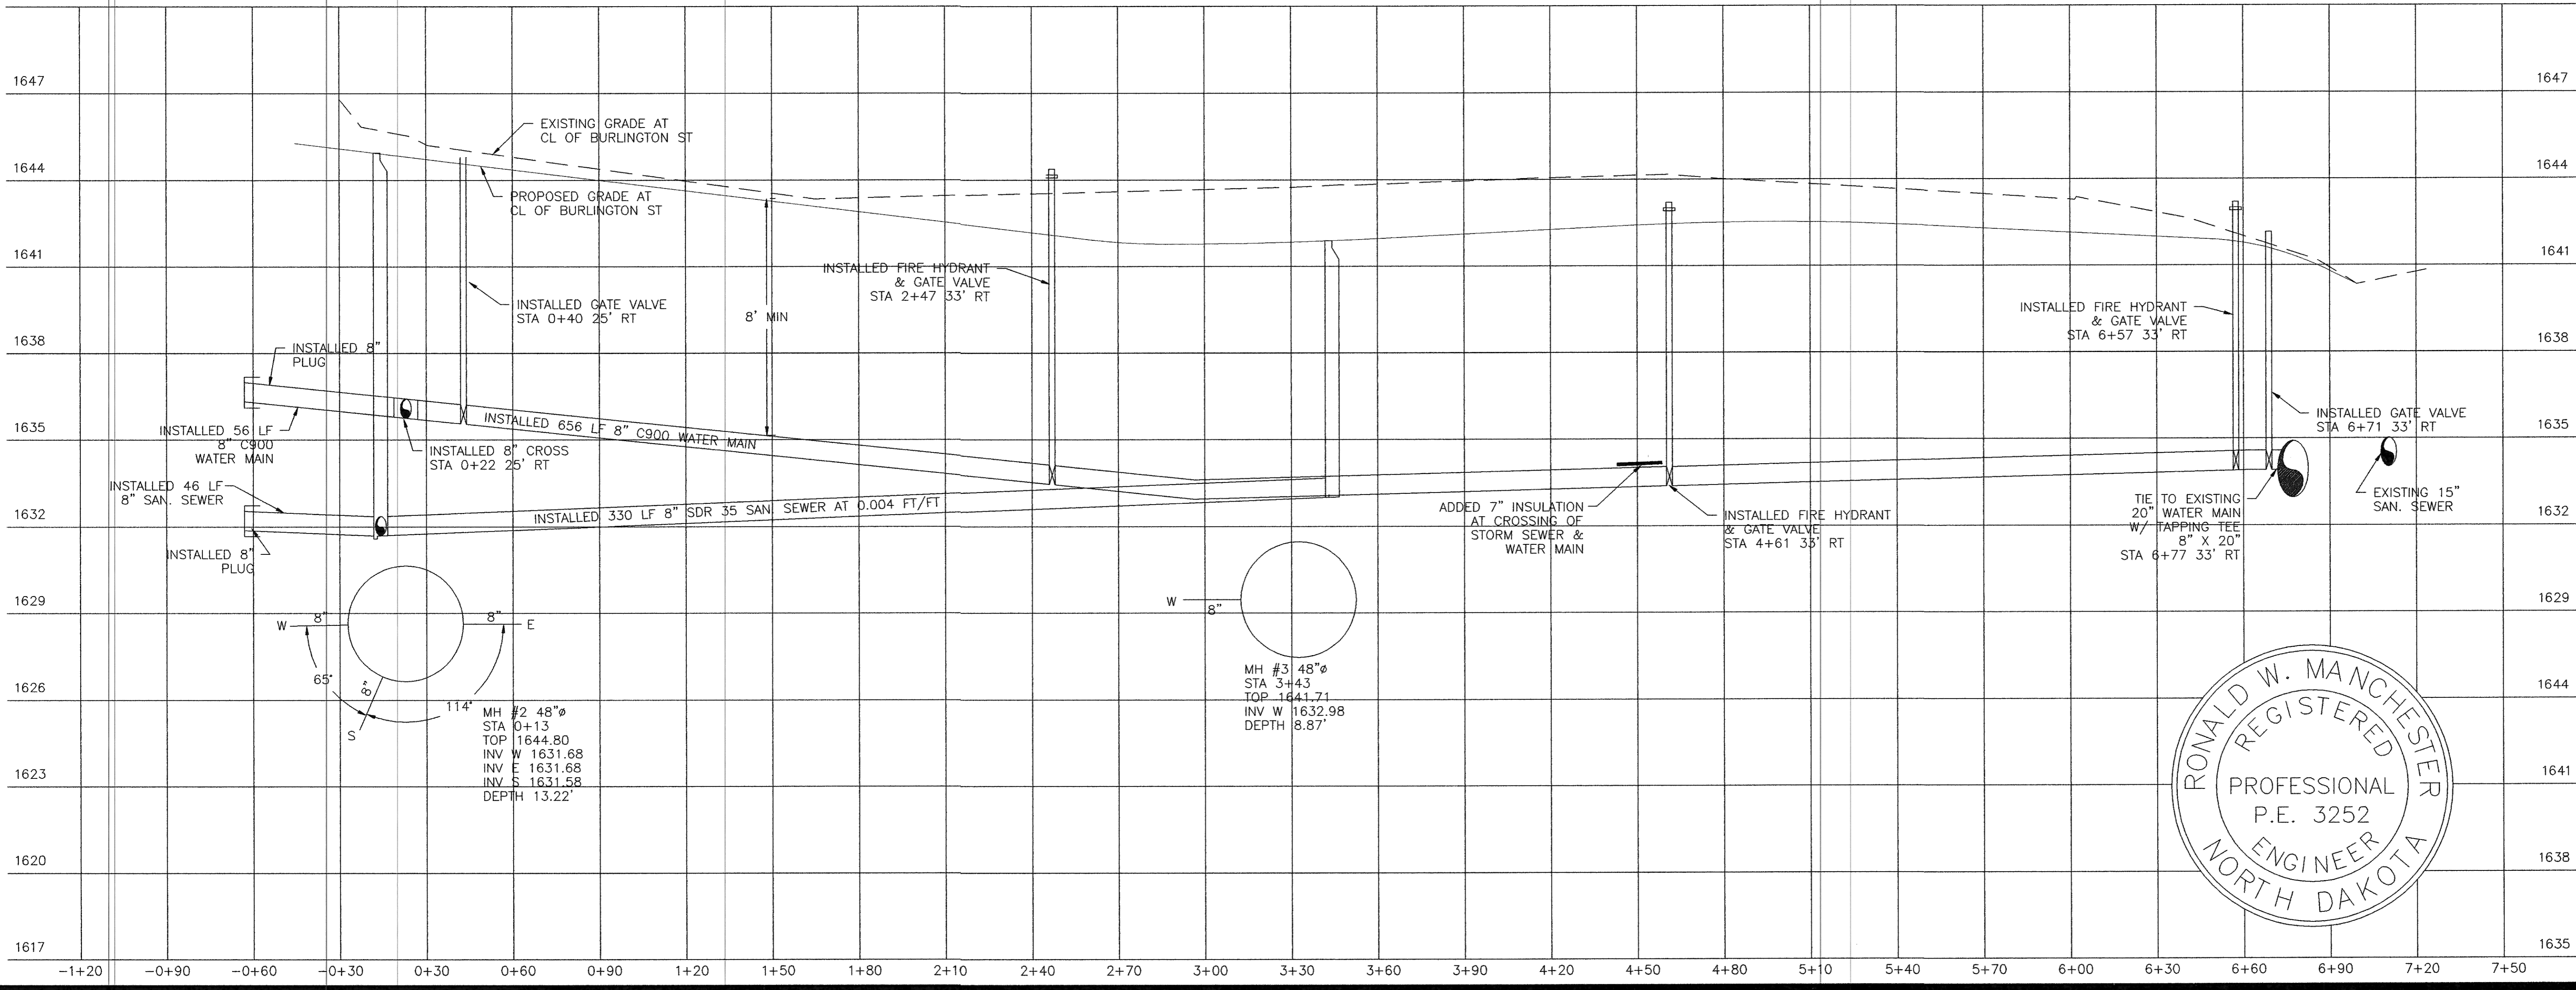 1647
1647
EXISTING GRADE AT
CL OF BURLINGTON ST
1644
1644
PROPOSED GRADE AT
CL OF BURLINGTON ST
1641
1641
INSTALLED FIRE HYDRANT
& GATE VALVE
STA 2+47 33' RT
INSTALLED GATE VALVE
STA 0+40 25' RT
8' MIN
INSTALLED FIRE HYDRANT
& GATE VALVE
STA 6+57 33' RT
1638
1638
INSTALLED 8"
PLUG
INSTALLED 656 LF 8" C900 WATER MAIN
INSTALLED GATE VALVE
STA 6+71 33' RT
1635
1635
INSTALLED 56 LF
8" C900
WATER MAIN
INSTALLED 8" CROSS
STA 0+22 25' RT
INSTALLED 46 LF
8" SAN. SEWER
INSTALLED 330 LF 8" SDR 35 SAN. SEWER AT 0.004 FT/FT
ADDED 7" INSULATION
AT CROSSING OF
STORM SEWER &
WATER MAIN
INSTALLED FIRE HYDRANT
& GATE VALVE
STA 4+61 33' RT
TIE TO EXISTING
20" WATER MAIN
W/ TAPPING TEE
8" X 20"
STA 6+77 33' RT
EXISTING 15"
SAN. SEWER
1632
1632
INSTALLED 8"
PLUG
1629
1629
W
8"
8"
E
65°
8"
114°
S
W
8"
MH #2 48"ø
STA 0+13
TOP 1644.80
INV W 1631.68
INV E 1631.68
INV S 1631.58
DEPTH 13.22'
MH #3 48"ø
STA 3+43
TOP 1641.71
INV W 1632.98
DEPTH 8.87'
1626
1644
1623
1641
1620
1638
1617
1635
RONALD W. MANCHESTER
REGISTERED
PROFESSIONAL
P.E. 3252
ENGINEER
NORTH DAKOTA
-1+20 -0+90 -0+60 -0+30 0+30 0+60 0+90 1+20 1+50 1+80 2+10 2+40 2+70 3+00 3+30 3+60 3+90 4+20 4+50 4+80 5+10 5+40 5+70 6+00 6+30 6+60 6+90 7+20 7+50